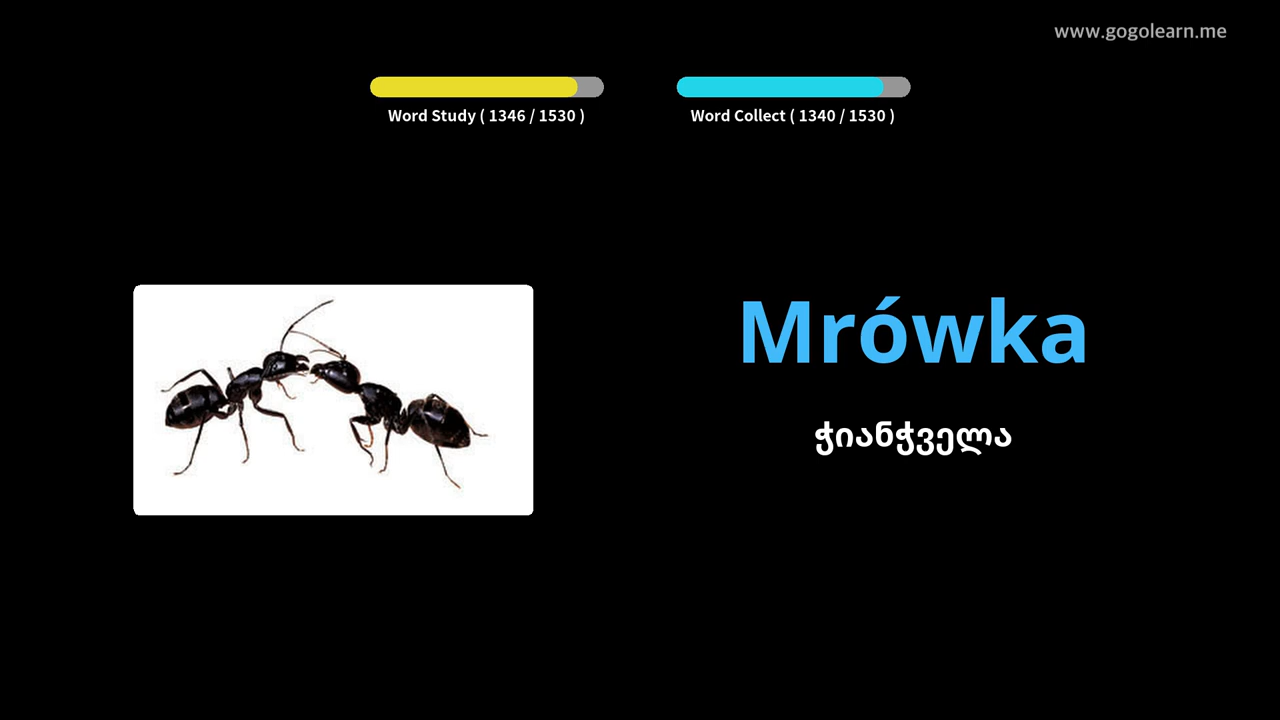 www.gogolearn.me
Word Study ( 1346 / 1530 )
Word Collect ( 1340 / 1530 )
Mrówka
ჭიანჭველა